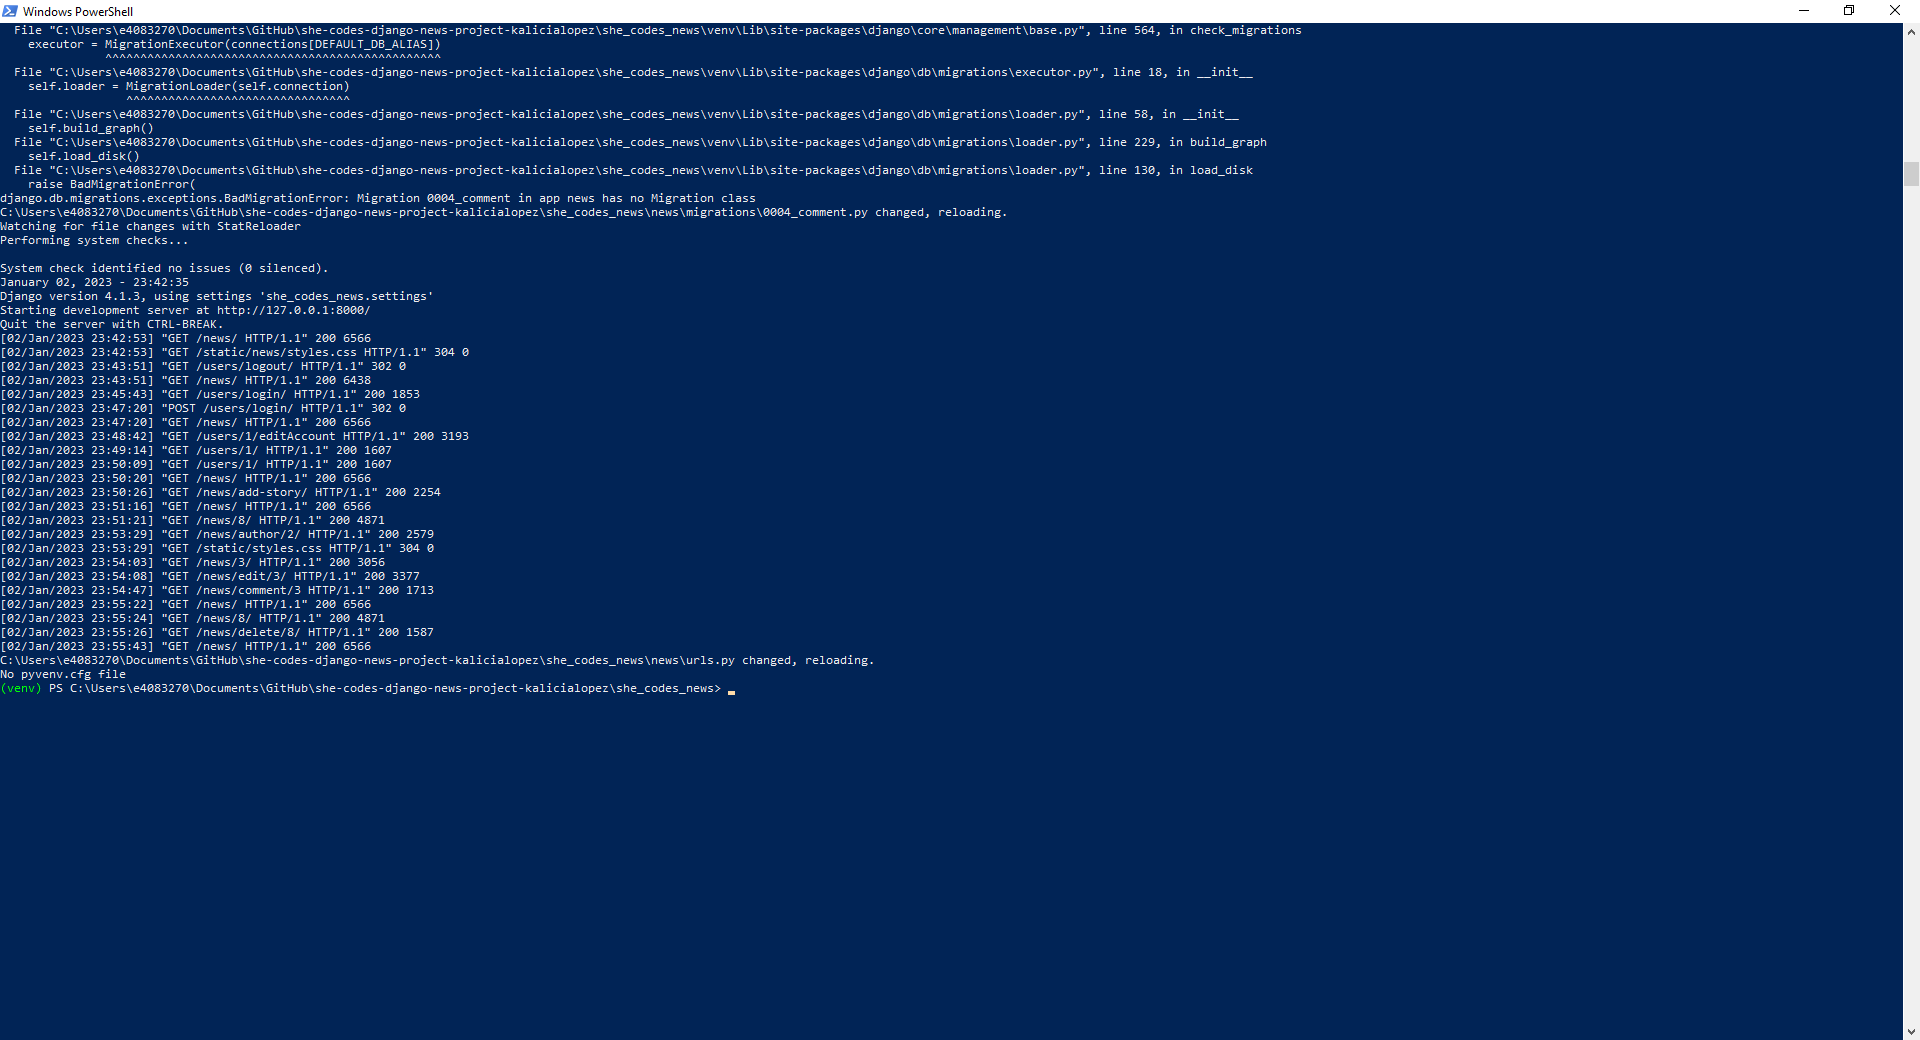 Windows PowerShell
  File "C:\Users\e4083270\Documents\GitHub\she-codes-django-news-project-kalicialopez\she_codes_news\venv\Lib\site-packages\django\core\management\base.py", line 564, in check_migrations
    executor = MigrationExecutor(connections[DEFAULT_DB_ALIAS])
               ^^^^^^^^^^^^^^^^^^^^^^^^^^^^^^^^^^^^^^^^^^^^^^^^
  File "C:\Users\e4083270\Documents\GitHub\she-codes-django-news-project-kalicialopez\she_codes_news\venv\Lib\site-packages\django\db\migrations\executor.py", line 18, in __init__
    self.loader = MigrationLoader(self.connection)
                  ^^^^^^^^^^^^^^^^^^^^^^^^^^^^^^^^
  File "C:\Users\e4083270\Documents\GitHub\she-codes-django-news-project-kalicialopez\she_codes_news\venv\Lib\site-packages\django\db\migrations\loader.py", line 58, in __init__
    self.build_graph()
  File "C:\Users\e4083270\Documents\GitHub\she-codes-django-news-project-kalicialopez\she_codes_news\venv\Lib\site-packages\django\db\migrations\loader.py", line 229, in build_graph
    self.load_disk()
  File "C:\Users\e4083270\Documents\GitHub\she-codes-django-news-project-kalicialopez\she_codes_news\venv\Lib\site-packages\django\db\migrations\loader.py", line 130, in load_disk
    raise BadMigrationError(
django.db.migrations.exceptions.BadMigrationError: Migration 0004_comment in app news has no Migration class
C:\Users\e4083270\Documents\GitHub\she-codes-django-news-project-kalicialopez\she_codes_news\news\migrations\0004_comment.py changed, reloading.
Watching for file changes with StatReloader
Performing system checks...

System check identified no issues (0 silenced).
January 02, 2023 - 23:42:35
Django version 4.1.3, using settings 'she_codes_news.settings'
Starting development server at http://127.0.0.1:8000/
Quit the server with CTRL-BREAK.
[02/Jan/2023 23:42:53] "GET /news/ HTTP/1.1" 200 6566
[02/Jan/2023 23:42:53] "GET /static/news/styles.css HTTP/1.1" 304 0
[02/Jan/2023 23:43:51] "GET /users/logout/ HTTP/1.1" 302 0
[02/Jan/2023 23:43:51] "GET /news/ HTTP/1.1" 200 6438
[02/Jan/2023 23:45:43] "GET /users/login/ HTTP/1.1" 200 1853
[02/Jan/2023 23:47:20] "POST /users/login/ HTTP/1.1" 302 0
[02/Jan/2023 23:47:20] "GET /news/ HTTP/1.1" 200 6566
[02/Jan/2023 23:48:42] "GET /users/1/editAccount HTTP/1.1" 200 3193
[02/Jan/2023 23:49:14] "GET /users/1/ HTTP/1.1" 200 1607
[02/Jan/2023 23:50:09] "GET /users/1/ HTTP/1.1" 200 1607
[02/Jan/2023 23:50:20] "GET /news/ HTTP/1.1" 200 6566
[02/Jan/2023 23:50:26] "GET /news/add-story/ HTTP/1.1" 200 2254
[02/Jan/2023 23:51:16] "GET /news/ HTTP/1.1" 200 6566
[02/Jan/2023 23:51:21] "GET /news/8/ HTTP/1.1" 200 4871
[02/Jan/2023 23:53:29] "GET /news/author/2/ HTTP/1.1" 200 2579
[02/Jan/2023 23:53:29] "GET /static/styles.css HTTP/1.1" 304 0
[02/Jan/2023 23:54:03] "GET /news/3/ HTTP/1.1" 200 3056
[02/Jan/2023 23:54:08] "GET /news/edit/3/ HTTP/1.1" 200 3377
[02/Jan/2023 23:54:47] "GET /news/comment/3 HTTP/1.1" 200 1713
[02/Jan/2023 23:55:22] "GET /news/ HTTP/1.1" 200 6566
[02/Jan/2023 23:55:24] "GET /news/8/ HTTP/1.1" 200 4871
[02/Jan/2023 23:55:26] "GET /news/delete/8/ HTTP/1.1" 200 1587
[02/Jan/2023 23:55:43] "GET /news/ HTTP/1.1" 200 6566
C:\Users\e4083270\Documents\GitHub\she-codes-django-news-project-kalicialopez\she_codes_news\news\urls.py changed, reloading.
No pyvenv.cfg file
(venv) PS C:\Users\e4083270\Documents\GitHub\she-codes-django-news-project-kalicialopez\she_codes_news>